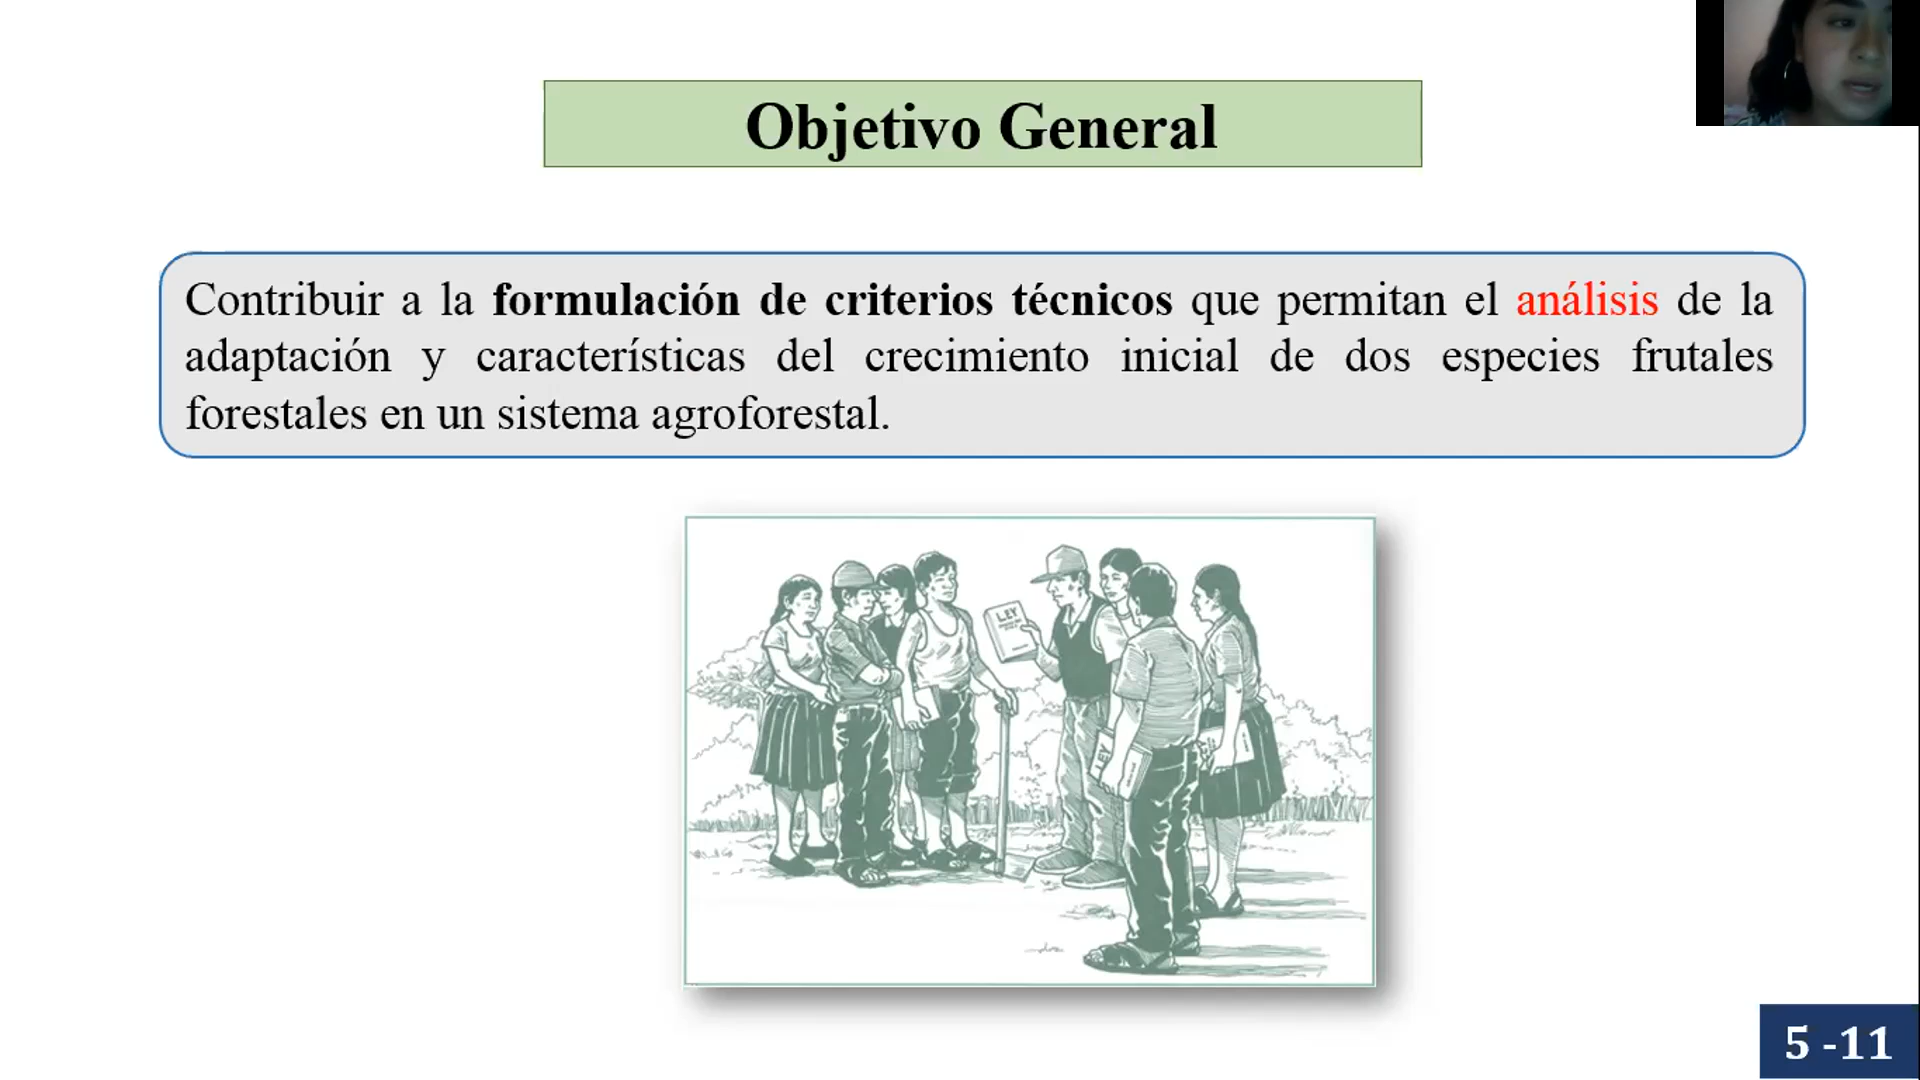 Objetivo General
Contribuir a la formulación de criterios técnicos que permitan el análisis de la
adaptación y características del crecimiento inicial de dos especies frutales
forestales en un sistema agroforestal.
LEY
LEY
5 -11